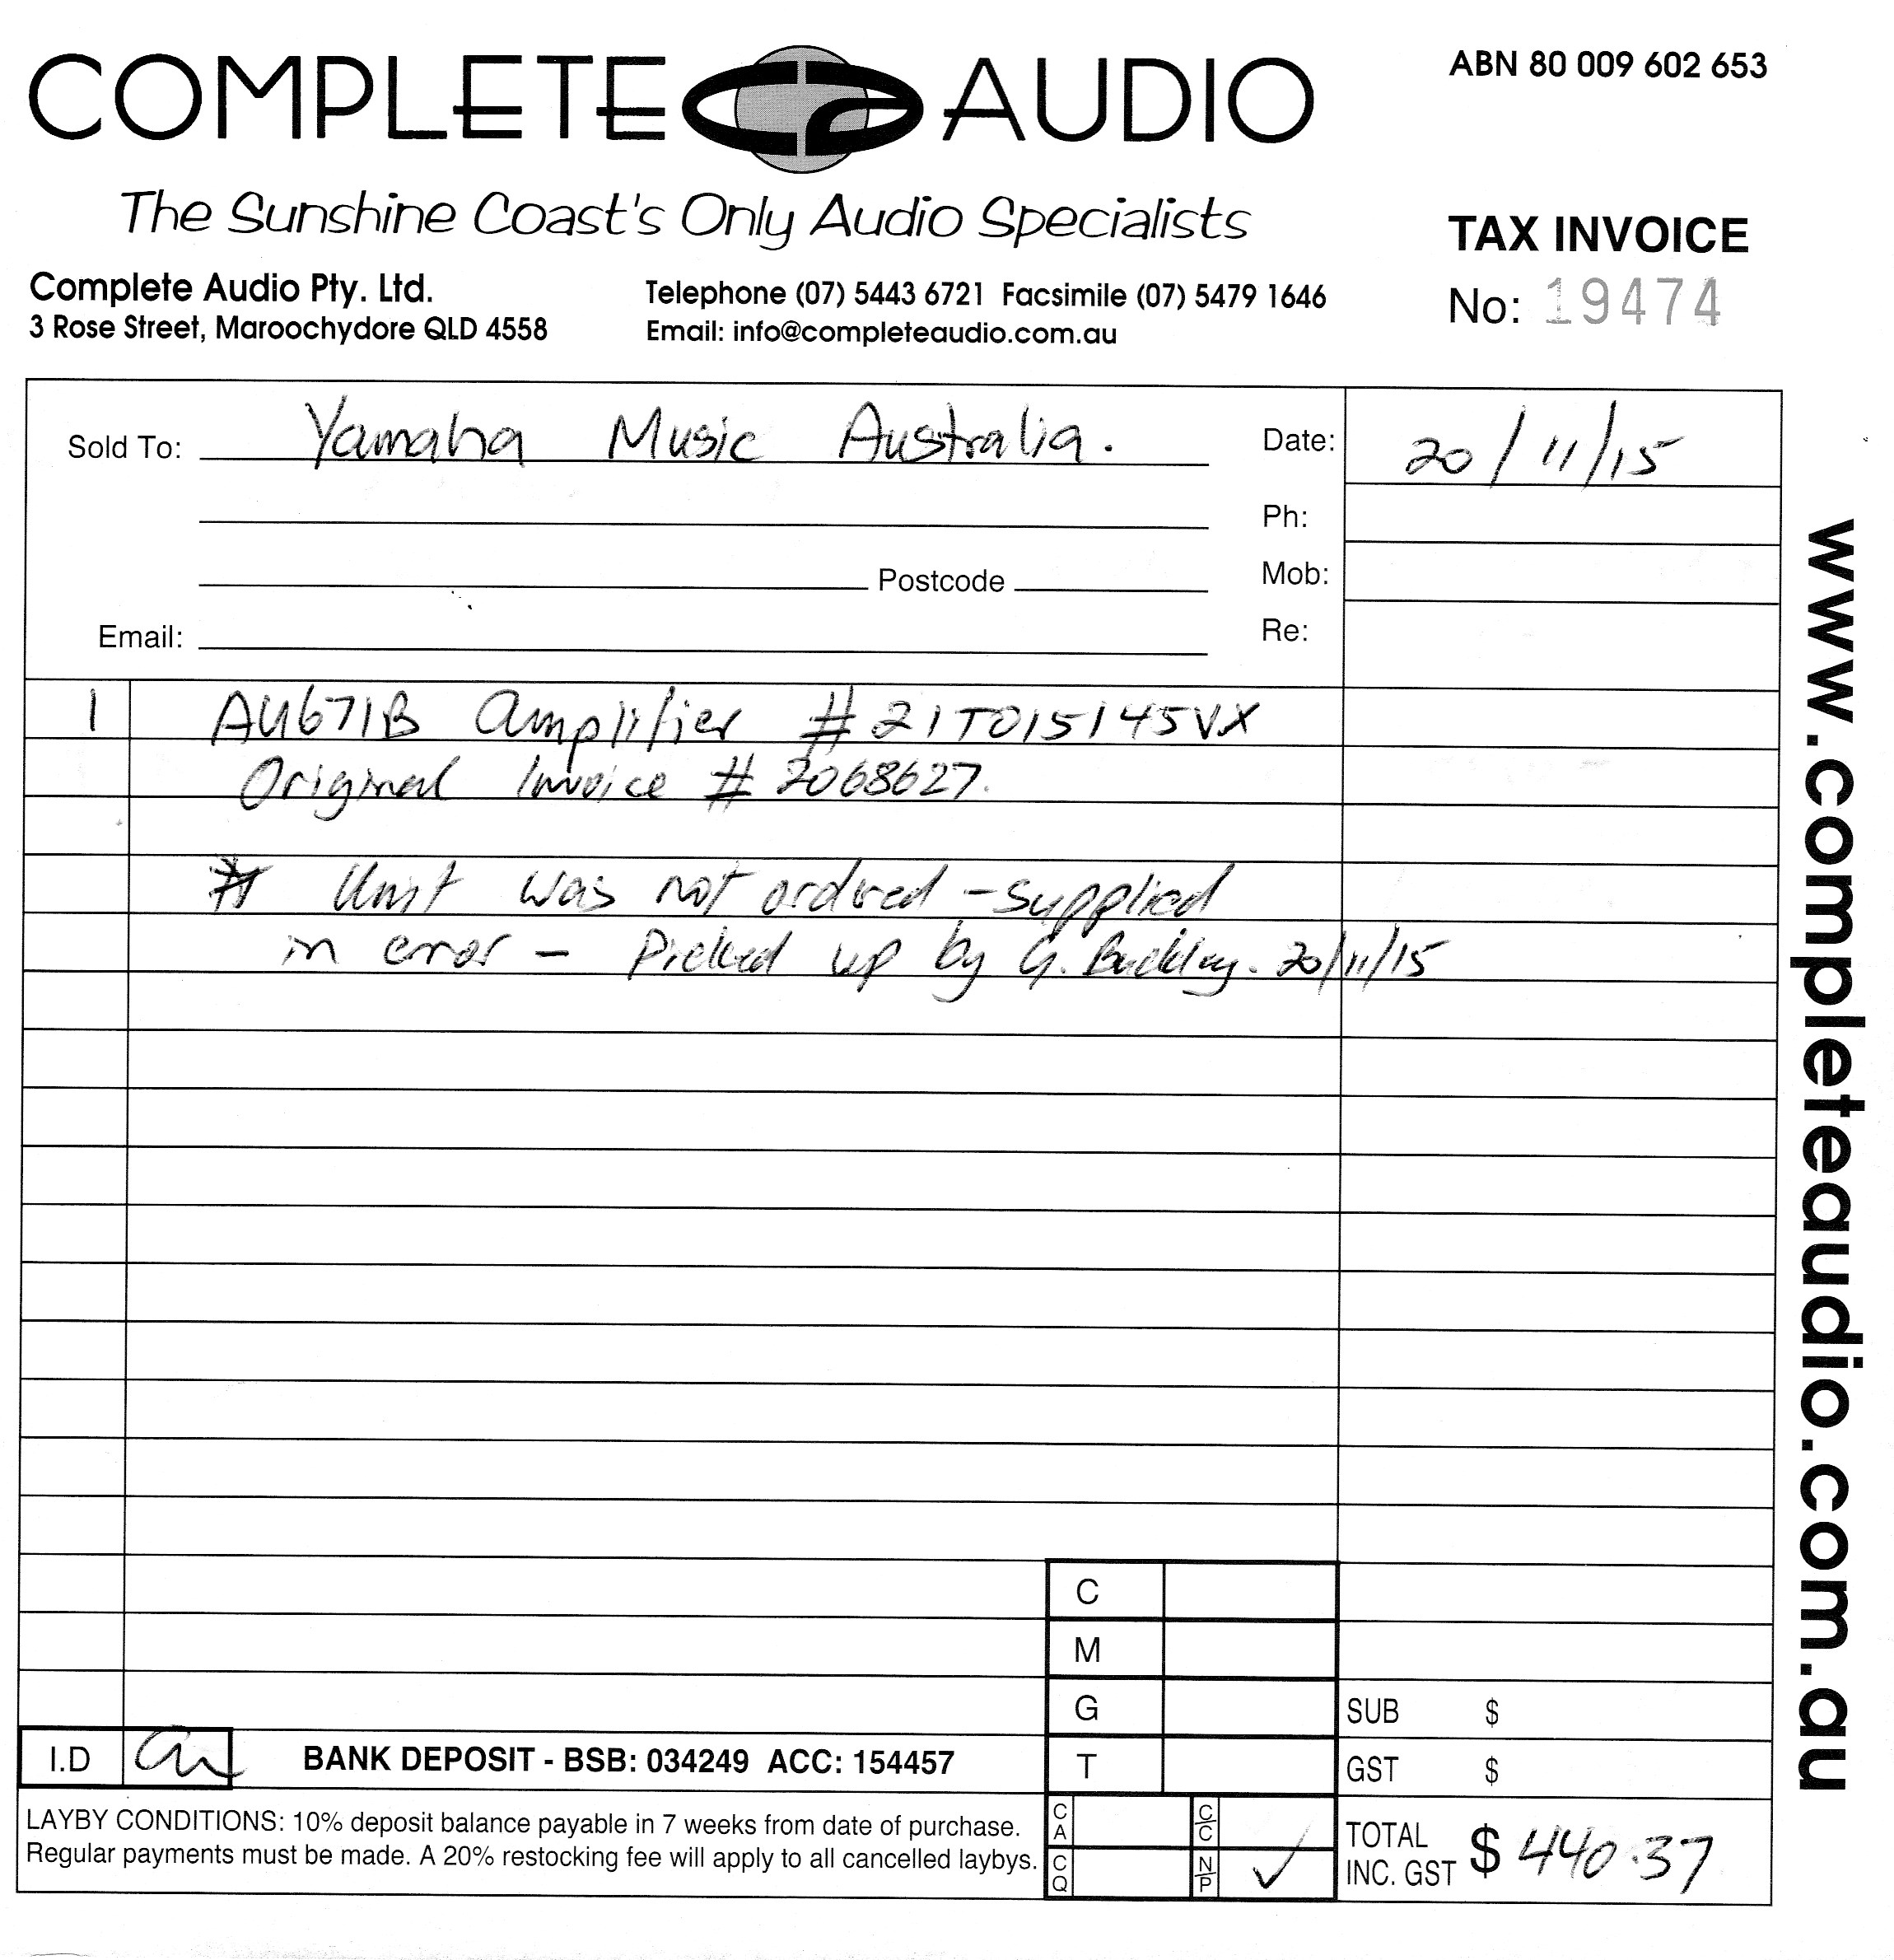 COMPLETE AUDIO
ABN 80 009 602 653
The Sunshine Coast's Only Audio Specialists
TAX INVOICE
No: 19474
Complete Audio Pty. Ltd.
3 Rose Street, Maroochydore QLD 4558
Telephone (07) 5443 6721 Facsimile (07) 5479 1646
Email: info@completeaudio.com.au
Sold To: Yamaha Music Australia.
Date: 20/11/15
Ph:
Postcode
Mob:
Email:
Re:
1 AU671B Amplifier # 21T015145VX
Original Invoice # 2068627.
* Unit was not ordered - supplied
in error - Picked up by G. Buckley. 20/11/15
www.completeaudio.com.au
C
M
G
SUB $
I.D
BANK DEPOSIT - BSB: 034249 ACC: 154457
T
GST $
LAYBY CONDITIONS: 10% deposit balance payable in 7 weeks from date of purchase.
Regular payments must be made. A 20% restocking fee will apply to all cancelled laybys.
CA
C/C
CQ
N/P ✓
TOTAL
INC. GST $ 440.37